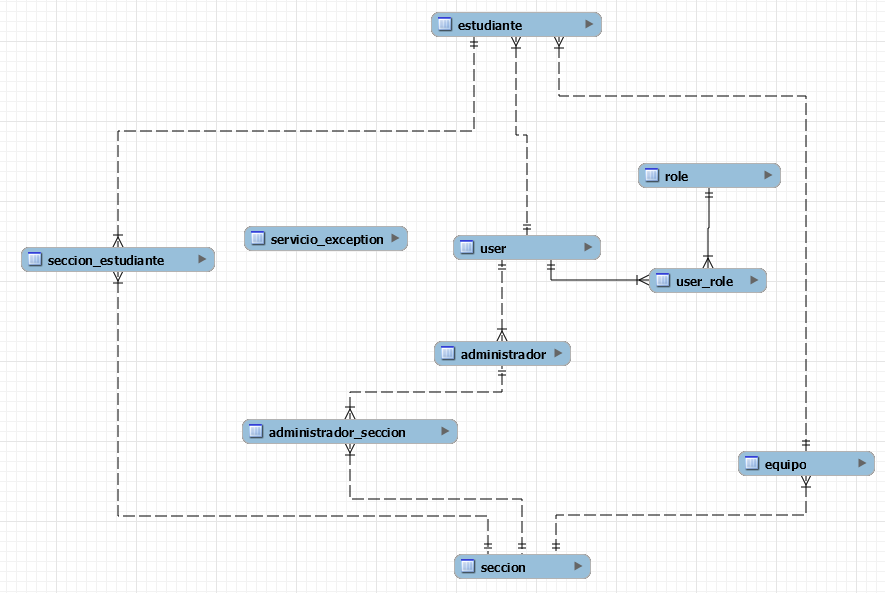 estudiante
role
servicio_exception
user
seccion_estudiante
user_role
administrador
administrador_seccion
equipo
seccion